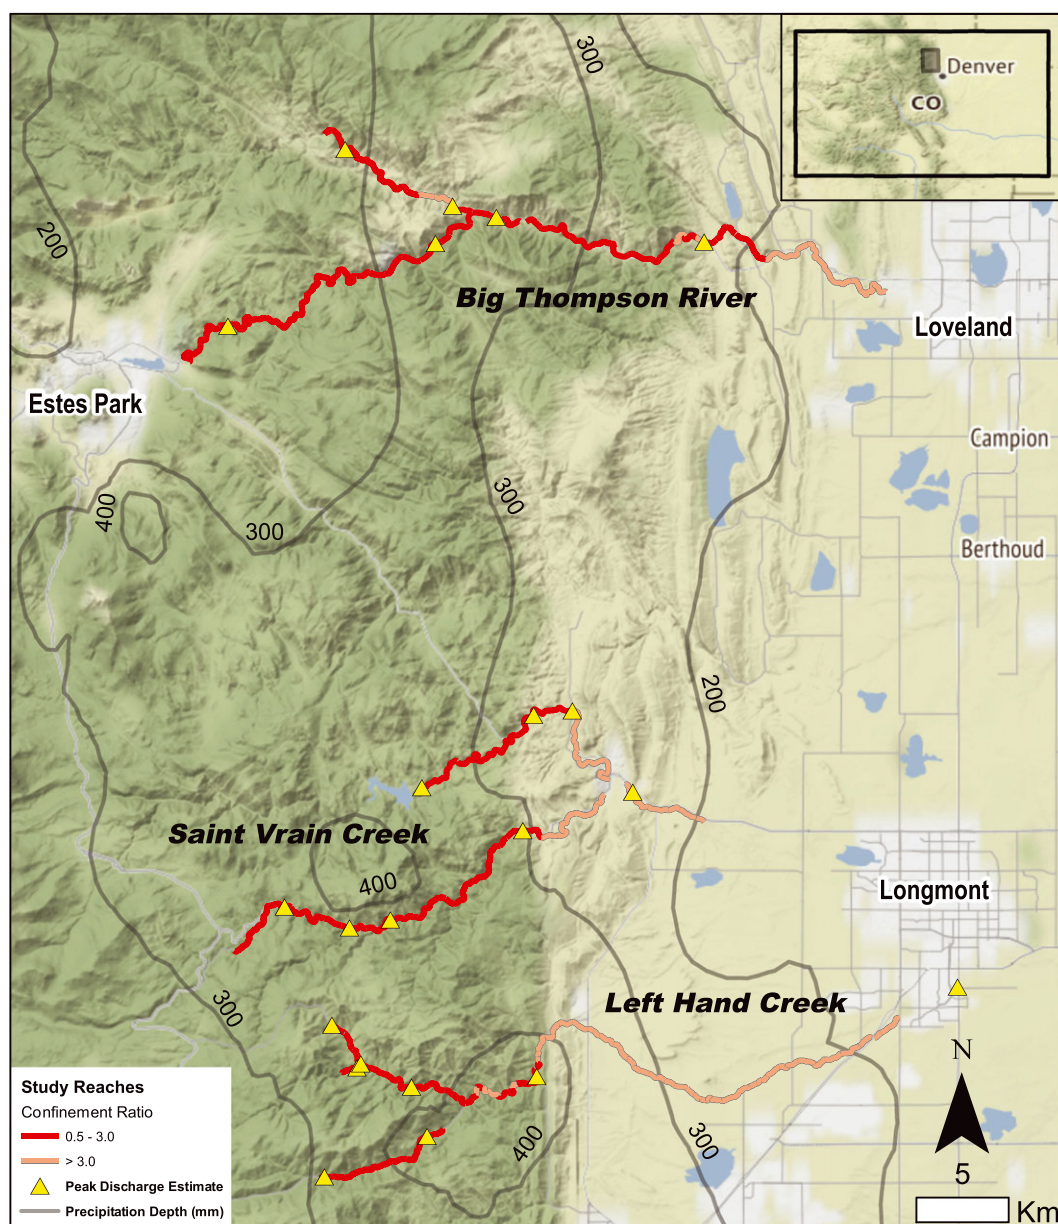 300
Denver
CO
200
Big Thompson River
Loveland
Estes Park
Campion
400
300
300
Berthoud
200
Saint Vrain Creek
400
Longmont
300
Left Hand Creek
N
400
300
5
Km
Study Reaches
Confinement Ratio
0.5 - 3.0
> 3.0
Peak Discharge Estimate
Precipitation Depth (mm)